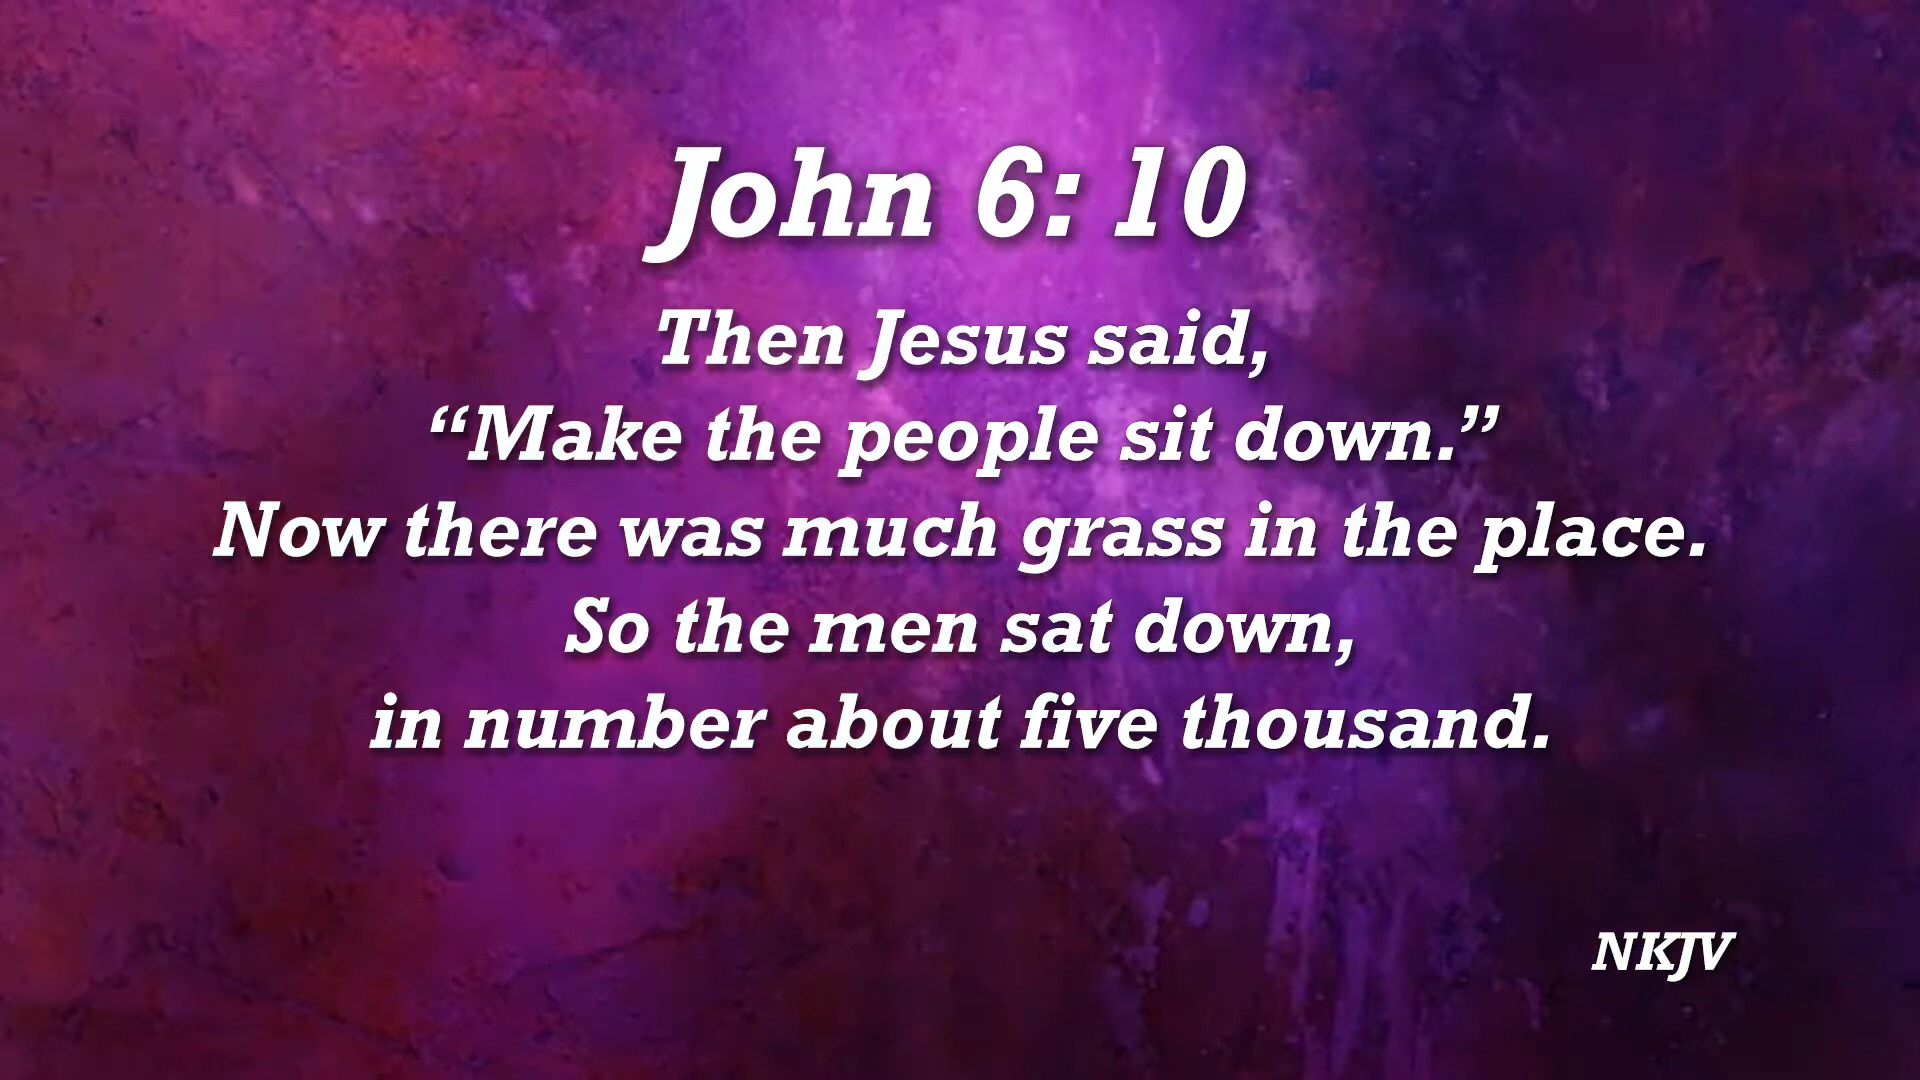 John 6: 10
Then Jesus said,
“Make the people sit down.”
Now there was much grass in the place.
So the men sat down,
in number about five thousand.
NKJV